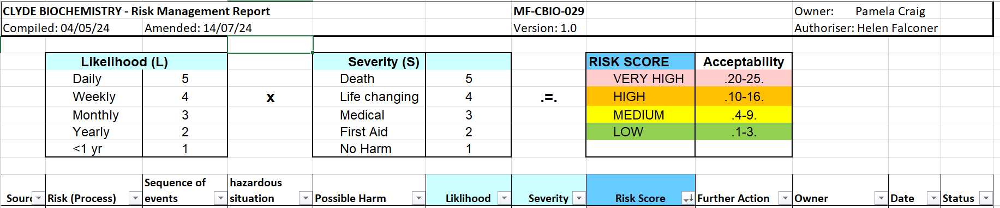 CLYDE BIOCHEMISTRY - Risk Management Report MF-CBIO-029 Owner: Pamela Craig
Compiled: 04/05/24 Amended: 14/07/24 Version: 1.0 Authoriser: Helen Falconer
Likelihood (L) Severity (S) RISK SCORE Acceptability
Daily 5 Death 5 VERY HIGH .20-25.
Weekly 4 x Life changing 4 .=. HIGH .10-16.
Monthly 3 Medical 3 MEDIUM .4-9.
Yearly 2 First Aid 2 LOW .1-3.
<1 yr 1 No Harm 1
Sequence of hazardous
Sourc Risk (Process) events situation Possible Harm Liklihood Severity Risk Score Further Action Owner Date Status